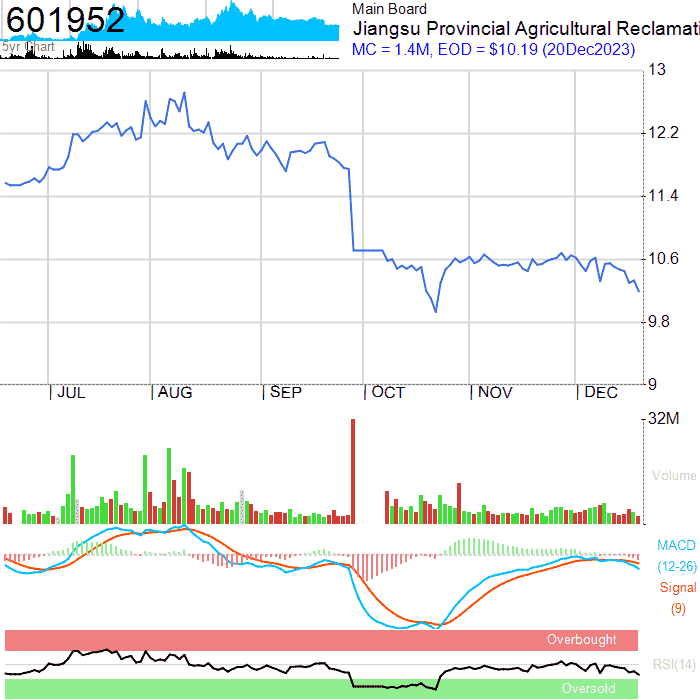 601952
5yr Chart
Main Board
Jiangsu Provincial Agricultural Reclamati
MC = 1.4M, EOD = $10.19 (20Dec2023)
13
12.2
11.4
10.6
9.8
9
JUL AUG SEP OCT NOV DEC
32M
Volume
MACD
(12-26)
Signal
(9)
Overbought
RSI(14)
Oversold